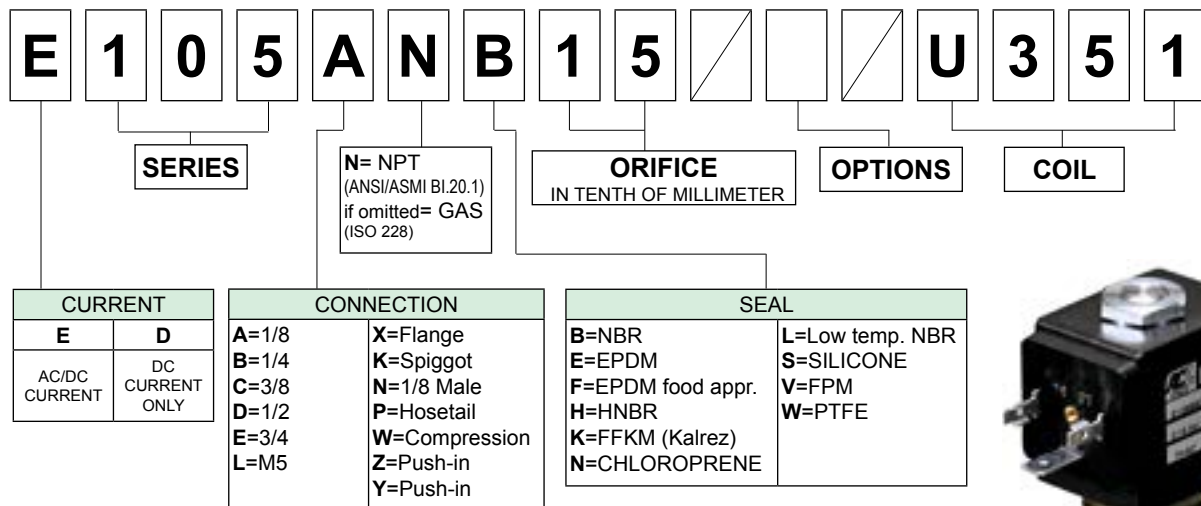 E 1 0 5 A N B 1 5 / / U 3 5 1
SERIES
N= NPT
(ANSI/ASMI BI.20.1)
if omitted= GAS
(ISO 228)
ORIFICE
IN TENTH OF MILLIMETER
OPTIONS
COIL
CURRENT
E D
AC/DC
CURRENT
DC
CURRENT
ONLY
CONNECTION
A=1/8
B=1/4
C=3/8
D=1/2
E=3/4
L=M5
X=Flange
K=Spiggot
N=1/8 Male
P=Hosetail
W=Compression
Z=Push-in
Y=Push-in
SEAL
B=NBR
E=EPDM
F=EPDM food appr.
H=HNBR
K=FFKM (Kalrez)
N=CHLOROPRENE
L=Low temp. NBR
S=SILICONE
V=FPM
W=PTFE